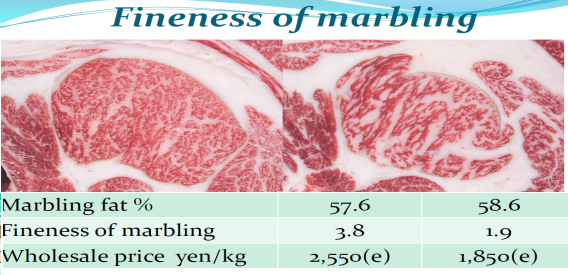 Fineness of marbling
Marbling fat % 57.6 58.6
Fineness of marbling 3.8 1.9
Wholesale price yen/kg 2,550(e) 1,850(e)